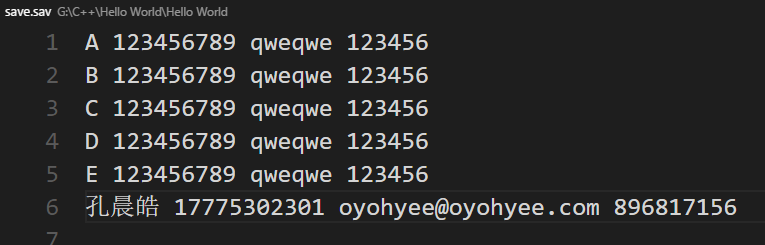 save.sav G:\C++\Hello World\Hello World
1 A 123456789 qweqwe 123456
2 B 123456789 qweqwe 123456
3 C 123456789 qweqwe 123456
4 D 123456789 qweqwe 123456
5 E 123456789 qweqwe 123456
6 孔晨皓 17775302301 oyohyee@oyohyee.com 896817156
7